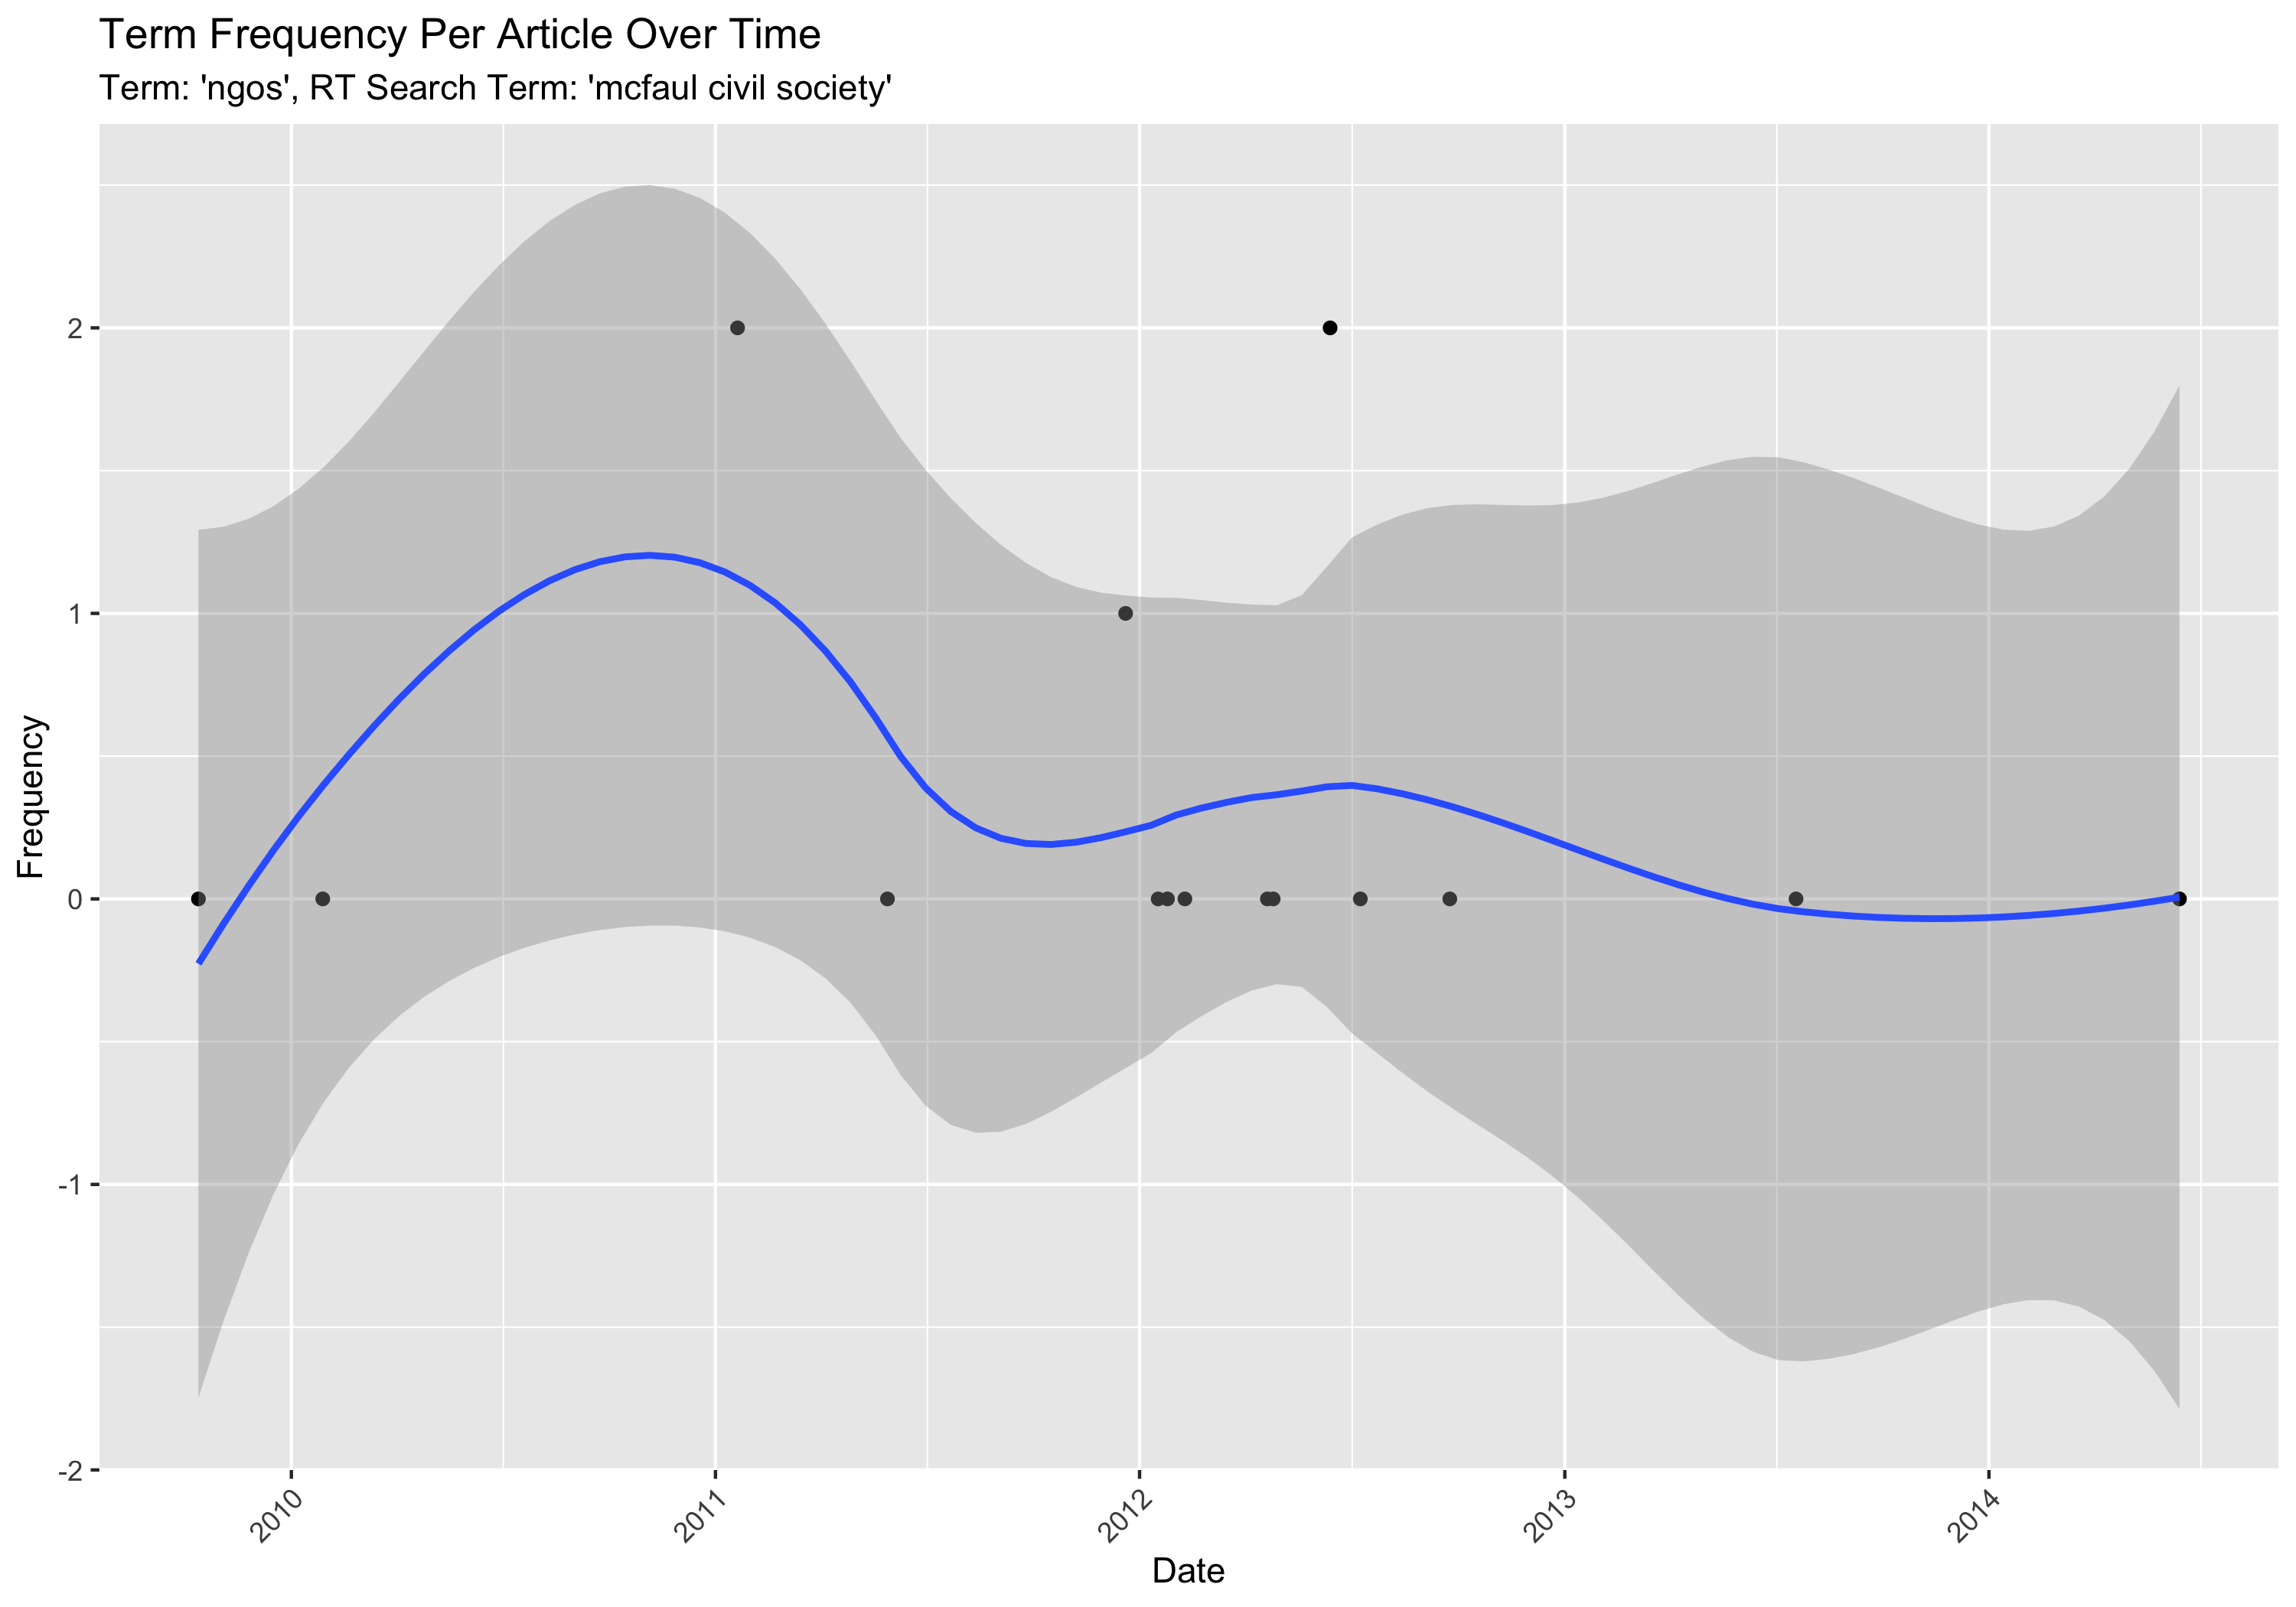 Term Frequency Per Article Over Time
Term: 'ngos', RT Search Term: 'mcfaul civil society'
Frequency
2
1
0
-1
-2
2010
2011
2012
2013
2014
Date